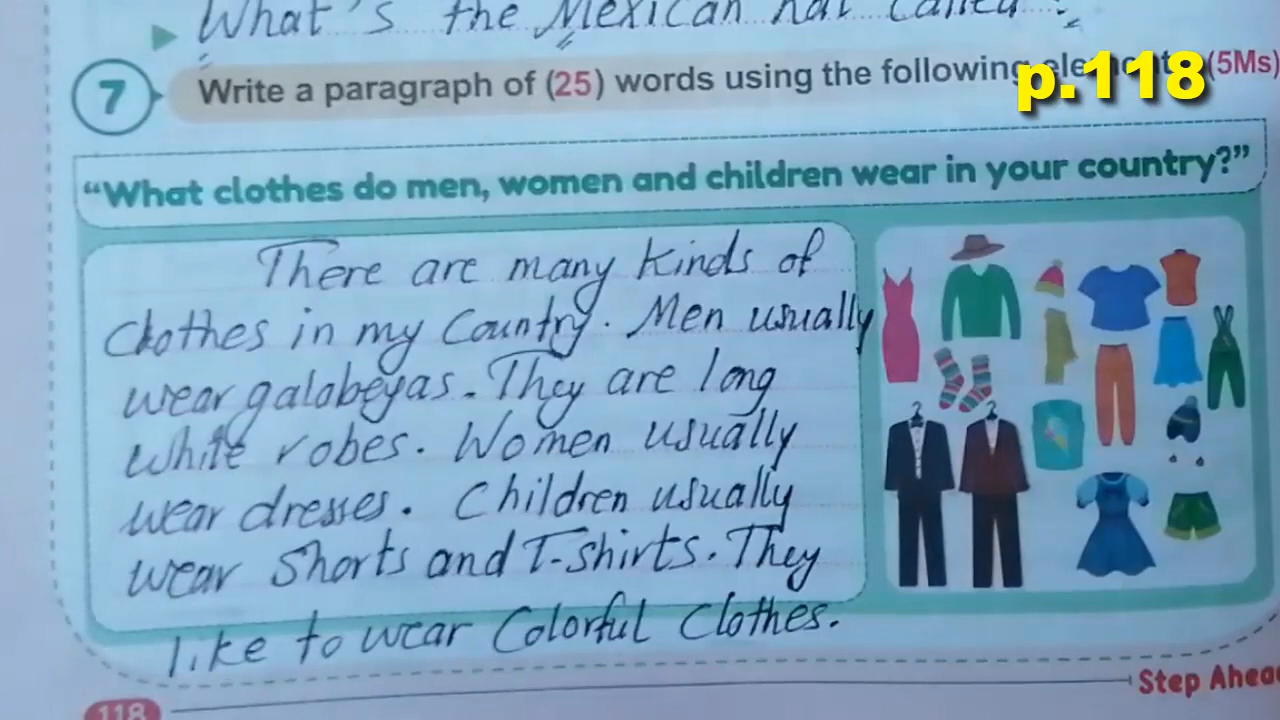 What's the Mexican hat called ?
p.118
7 Write a paragraph of (25) words using the following elements (5Ms)
“What clothes do men, women and children wear in your country?”
There are many kinds of
clothes in my Country. Men usually
wear galabeyas. They are long
white robes. Women usually
wear dresses. Children usually
wear Shorts and T-shirts. They
like to wear Colorful Clothes.
118
Step Ahead